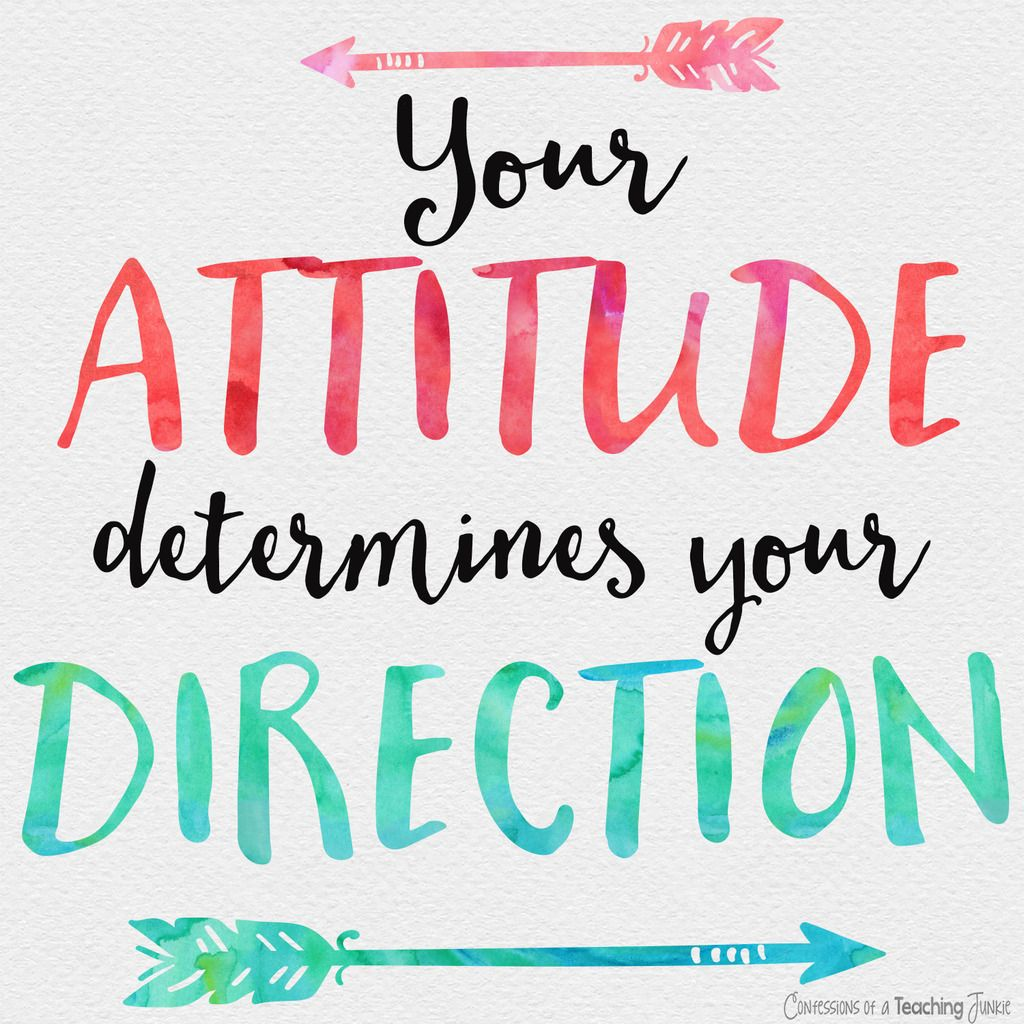 Your
ATTITUDE
determines your
DIRECTION
Confessions of a Teaching Junkie